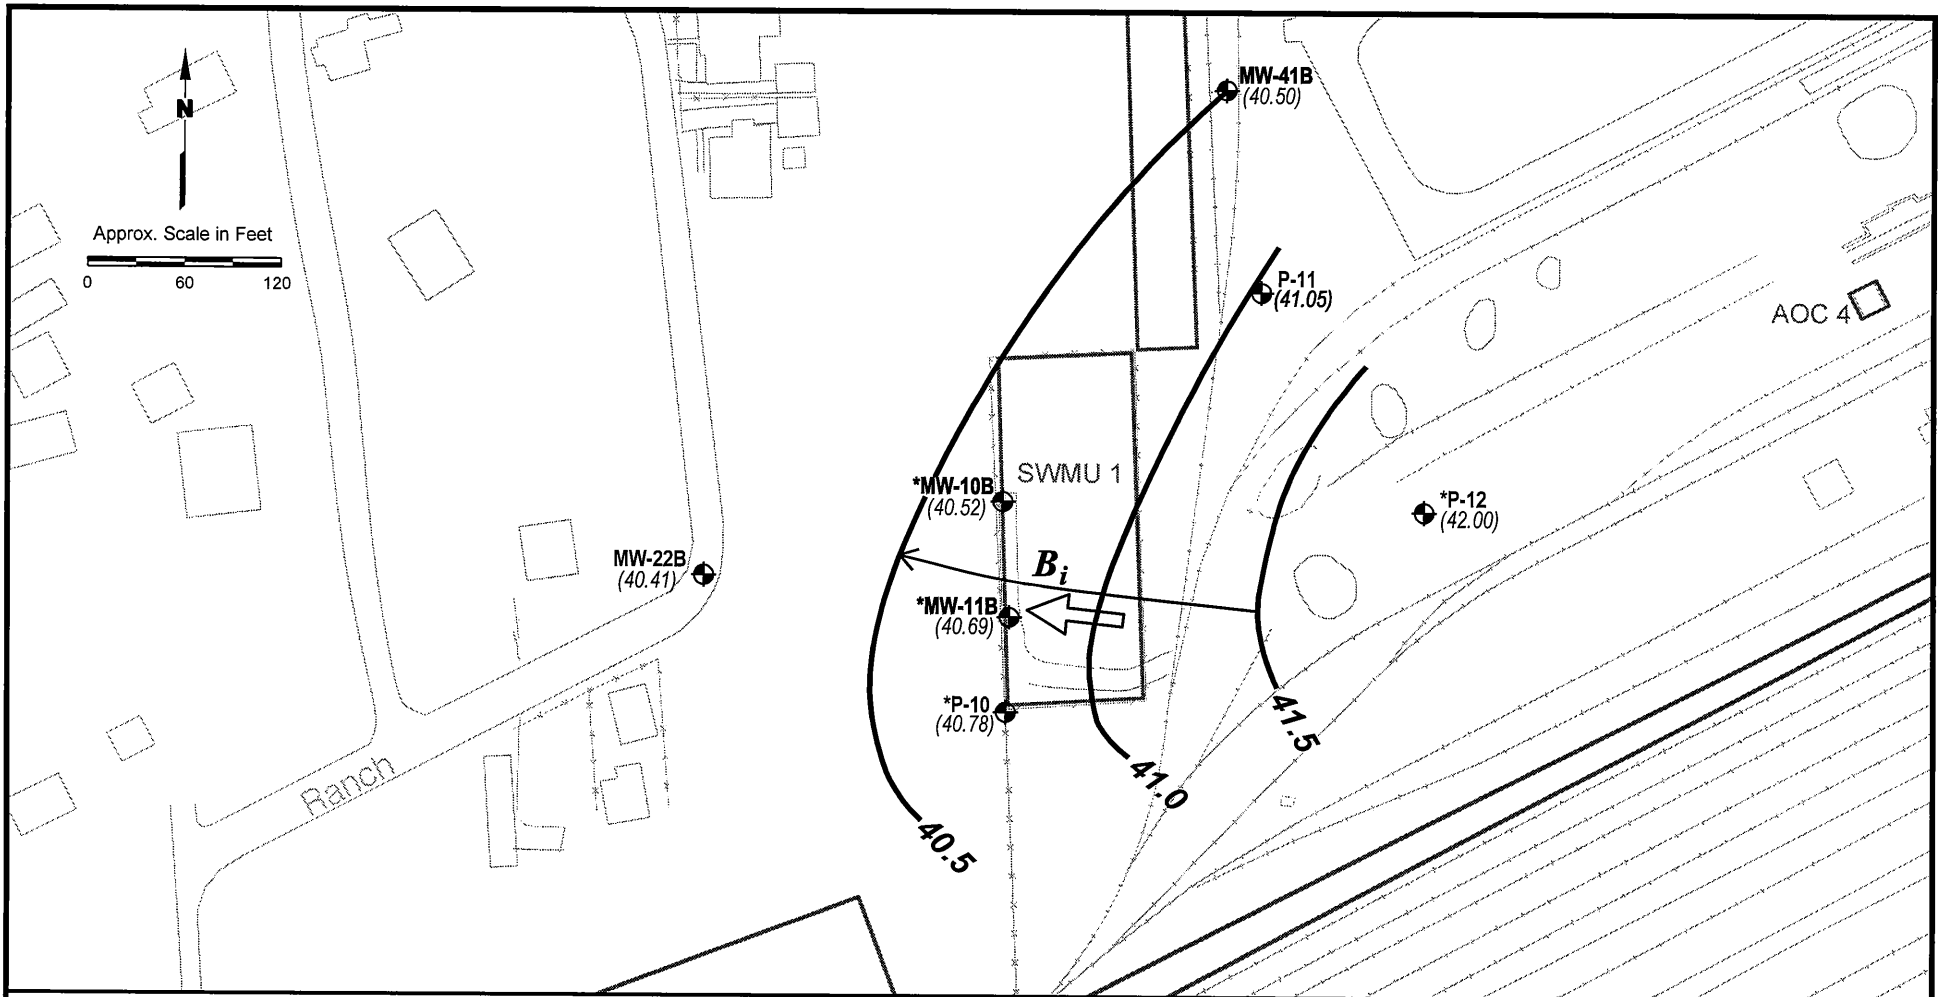 MW-41B
(40.50)
N
Approx. Scale in Feet
0 60 120
P-11
(41.05)
AOC 4
SWMU 1
*MW-10B
(40.52)
*P-12
(42.00)
MW-22B
(40.41)
Bi
*MW-11B
(40.69)
*P-10
(40.78)
41.5
41.0
Ranch
40.5